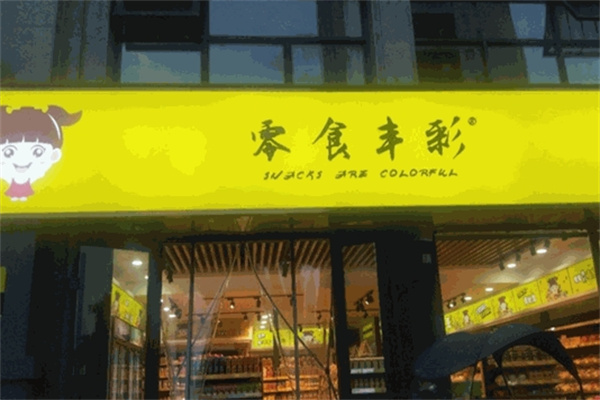 零食丰彩®
SNACKS ARE COLORFUL